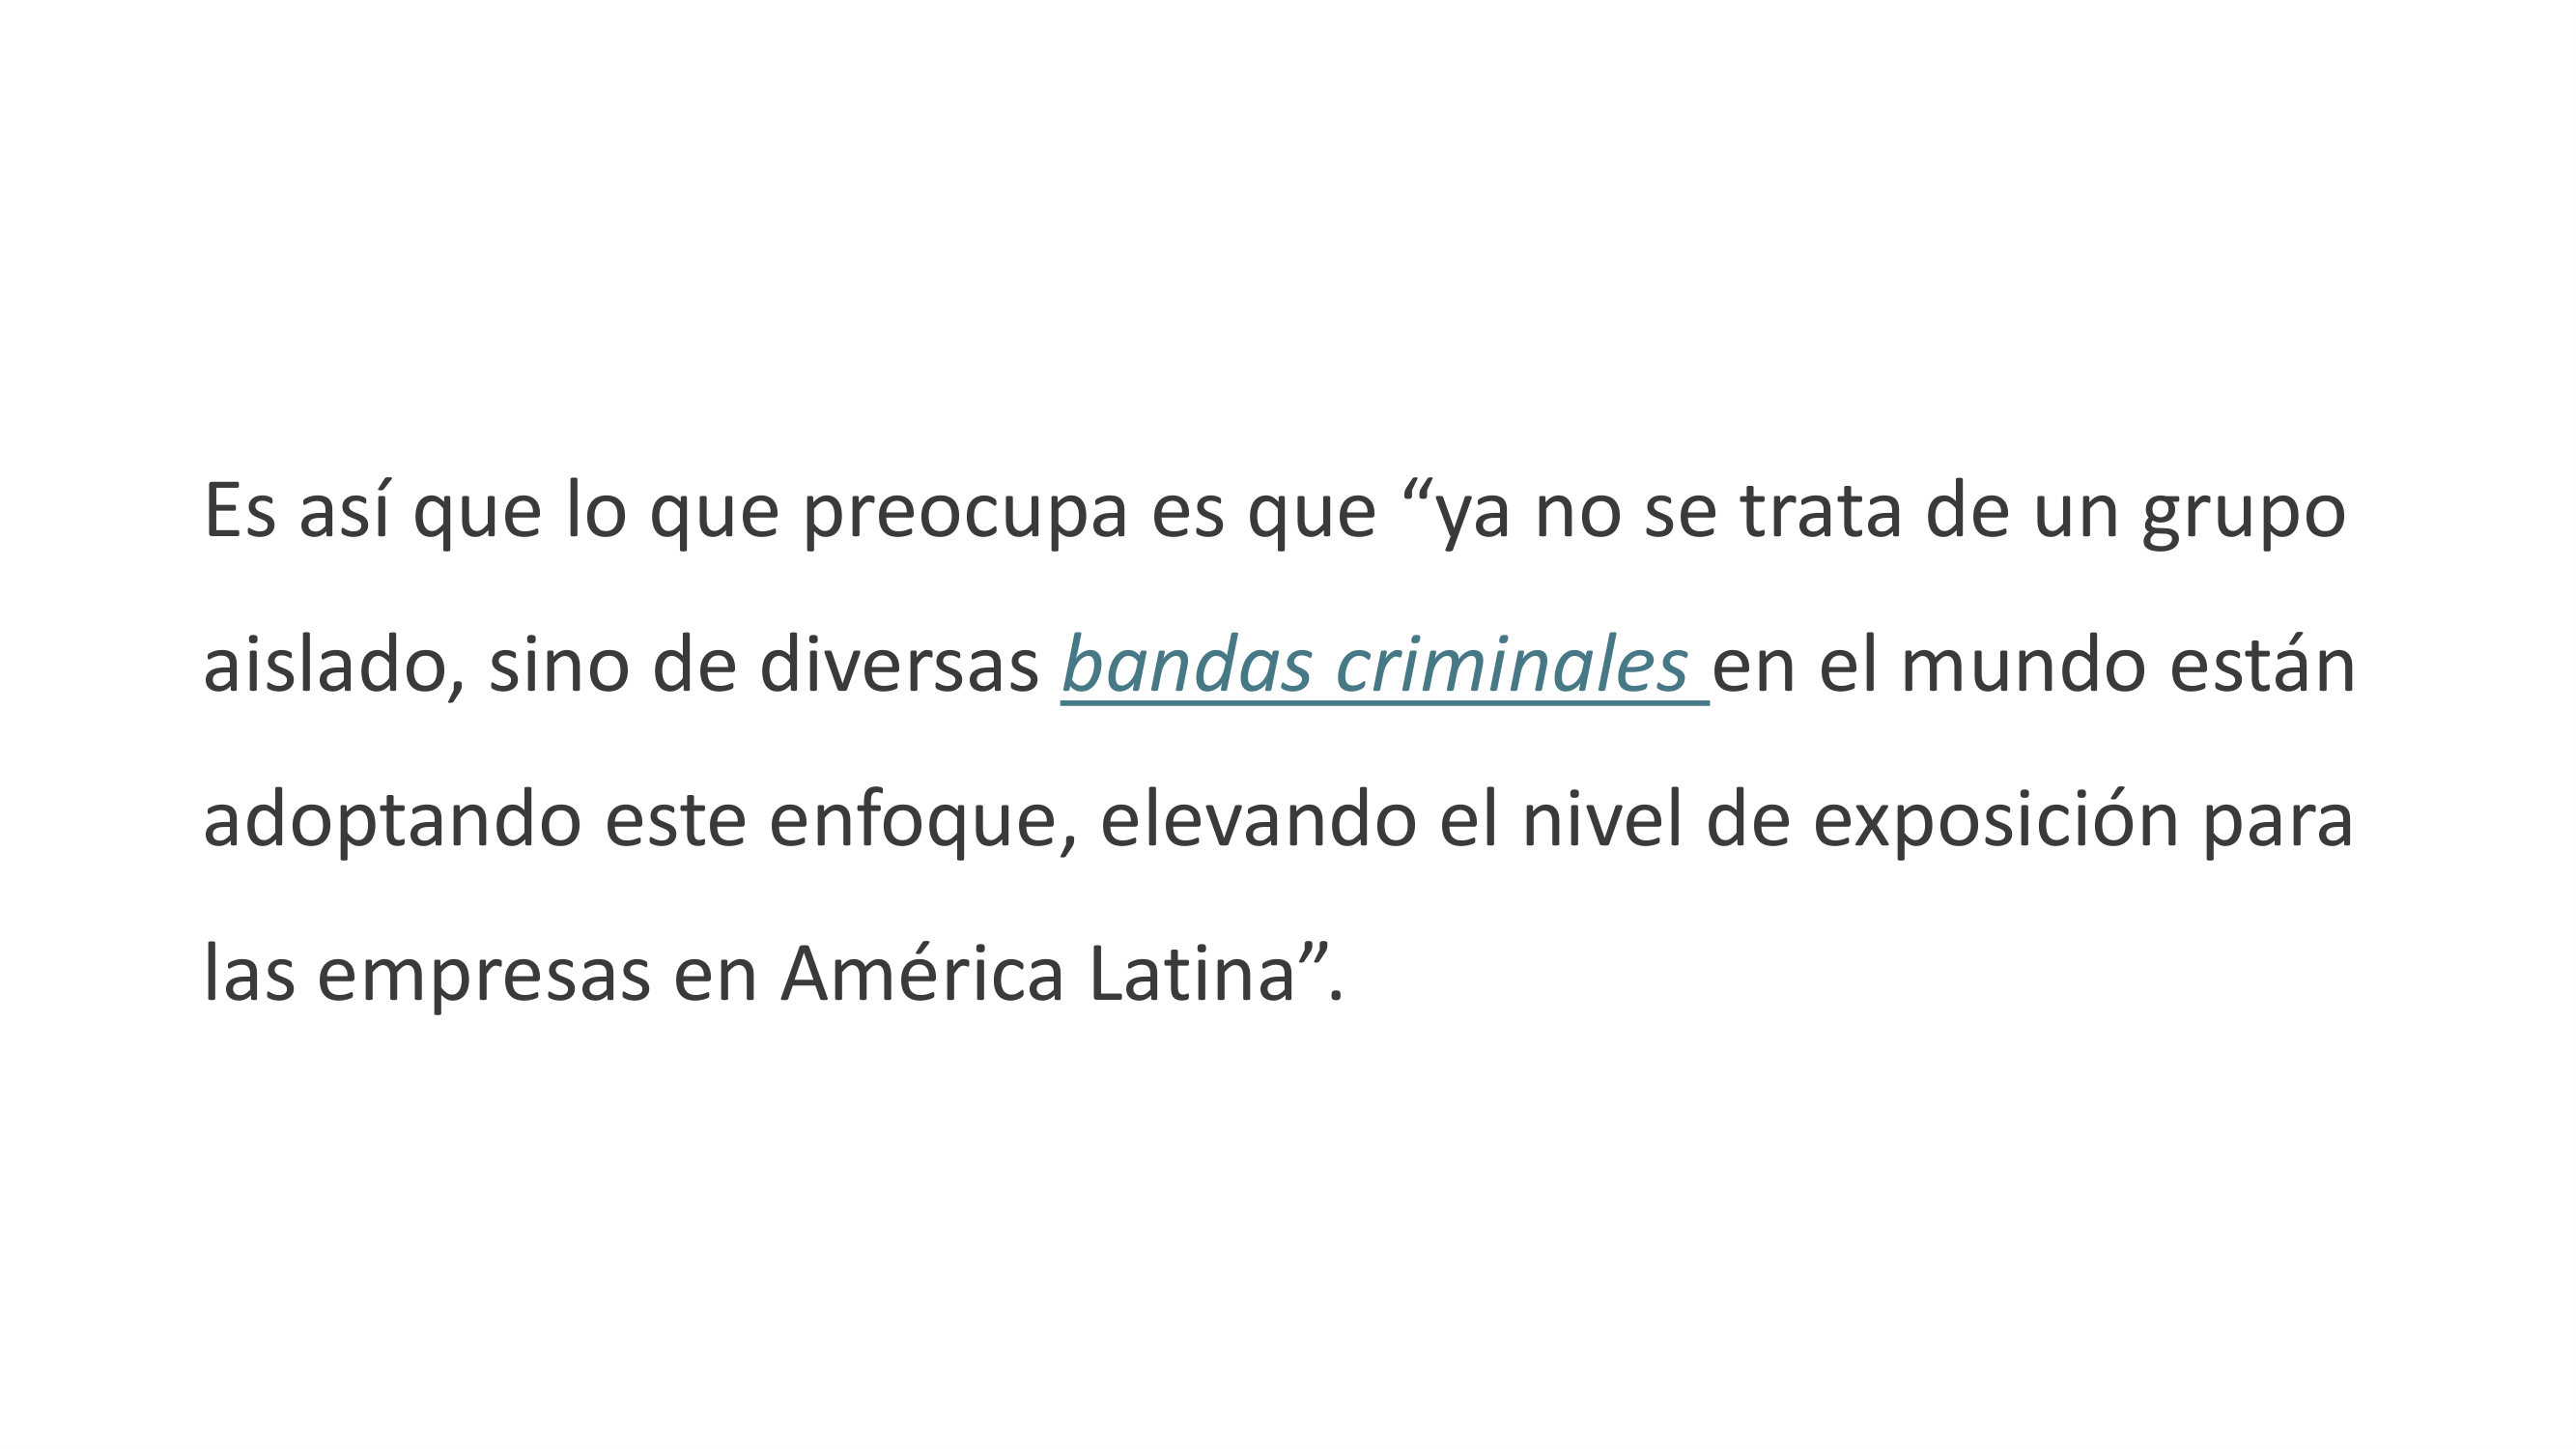 Es así que lo que preocupa es que “ya no se trata de un grupo
aislado, sino de diversas bandas criminales en el mundo están
adoptando este enfoque, elevando el nivel de exposición para
las empresas en América Latina”.